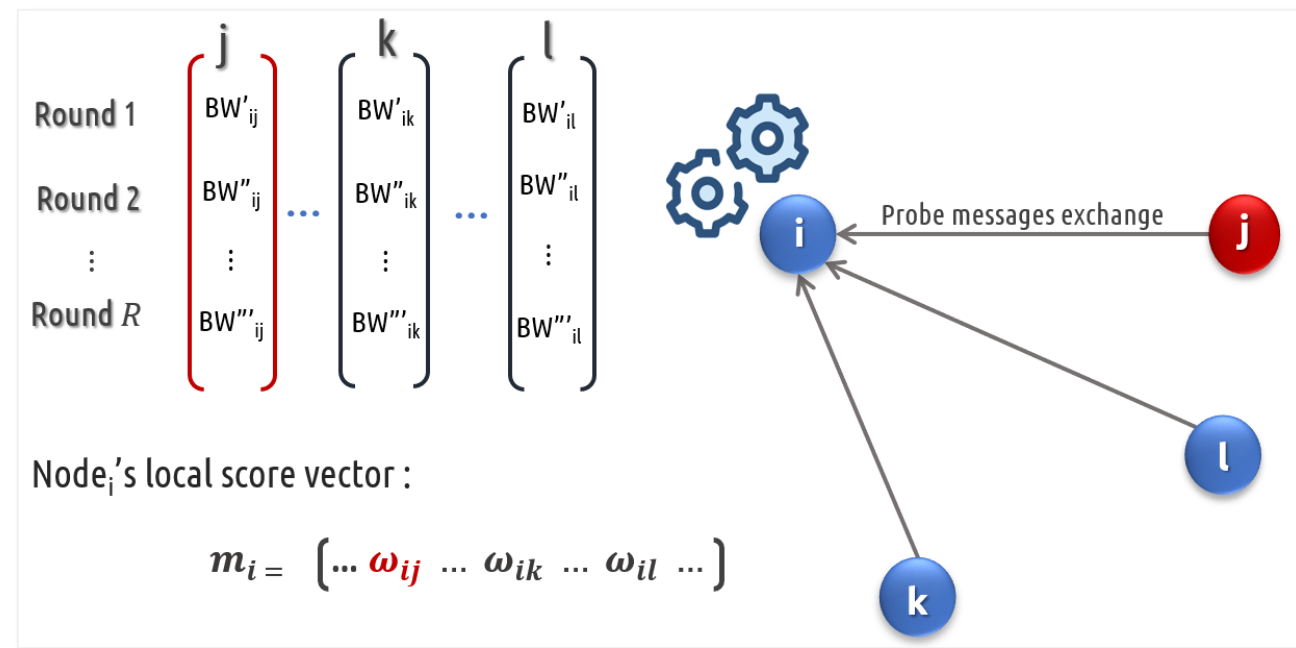 j k l
Round 1 BW'ij BW'ik BW'il
Round 2 BW"ij ... BW"ik ... BW"il
⋮ ⋮ ⋮ ⋮
Round R BW"'ij BW"'ik BW"'il
i
Probe messages exchange
j
l
k
Nodei's local score vector :
mi = [... ωij ... ωik ... ωil ...]